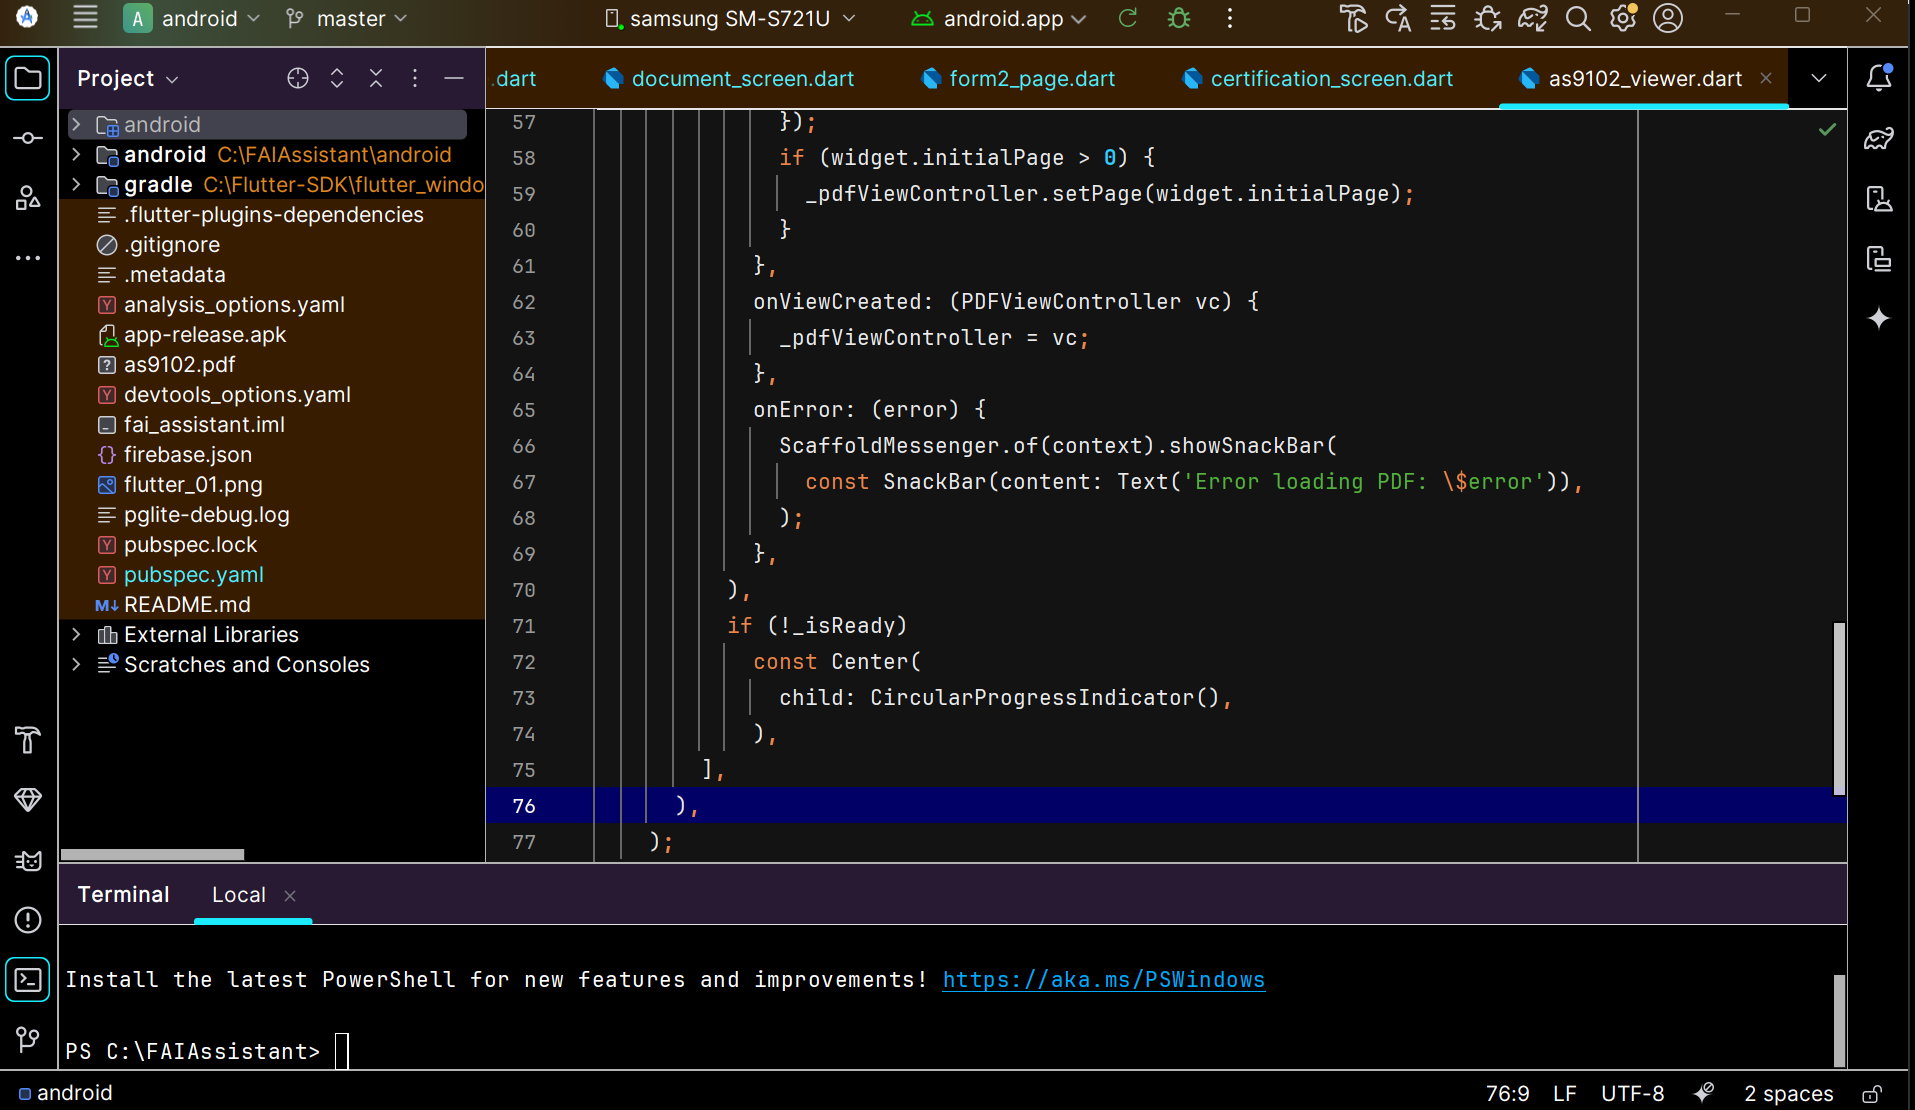 A android master samsung SM-S721U android.app
Project
.dart document_screen.dart form2_page.dart certification_screen.dart as9102_viewer.dart
android
android C:\FAIAssistant\android
gradle C:\Flutter-SDK\flutter_windo
.flutter-plugins-dependencies
.gitignore
.metadata
analysis_options.yaml
app-release.apk
as9102.pdf
devtools_options.yaml
fai_assistant.iml
firebase.json
flutter_01.png
pglite-debug.log
pubspec.lock
pubspec.yaml
README.md
External Libraries
Scratches and Consoles
57 });
58 if (widget.initialPage > 0) {
59 _pdfViewController.setPage(widget.initialPage);
60 }
61 },
62 onViewCreated: (PDFViewController vc) {
63 _pdfViewController = vc;
64 },
65 onError: (error) {
66 ScaffoldMessenger.of(context).showSnackBar(
67 const SnackBar(content: Text('Error loading PDF: \$error')),
68 );
69 },
70 ),
71 if (!_isReady)
72 const Center(
73 child: CircularProgressIndicator(),
74 ),
75 ],
76 ),
77 );
Terminal Local
Install the latest PowerShell for new features and improvements! https://aka.ms/PSWindows
PS C:\FAIAssistant>
android 76:9 LF UTF-8 2 spaces